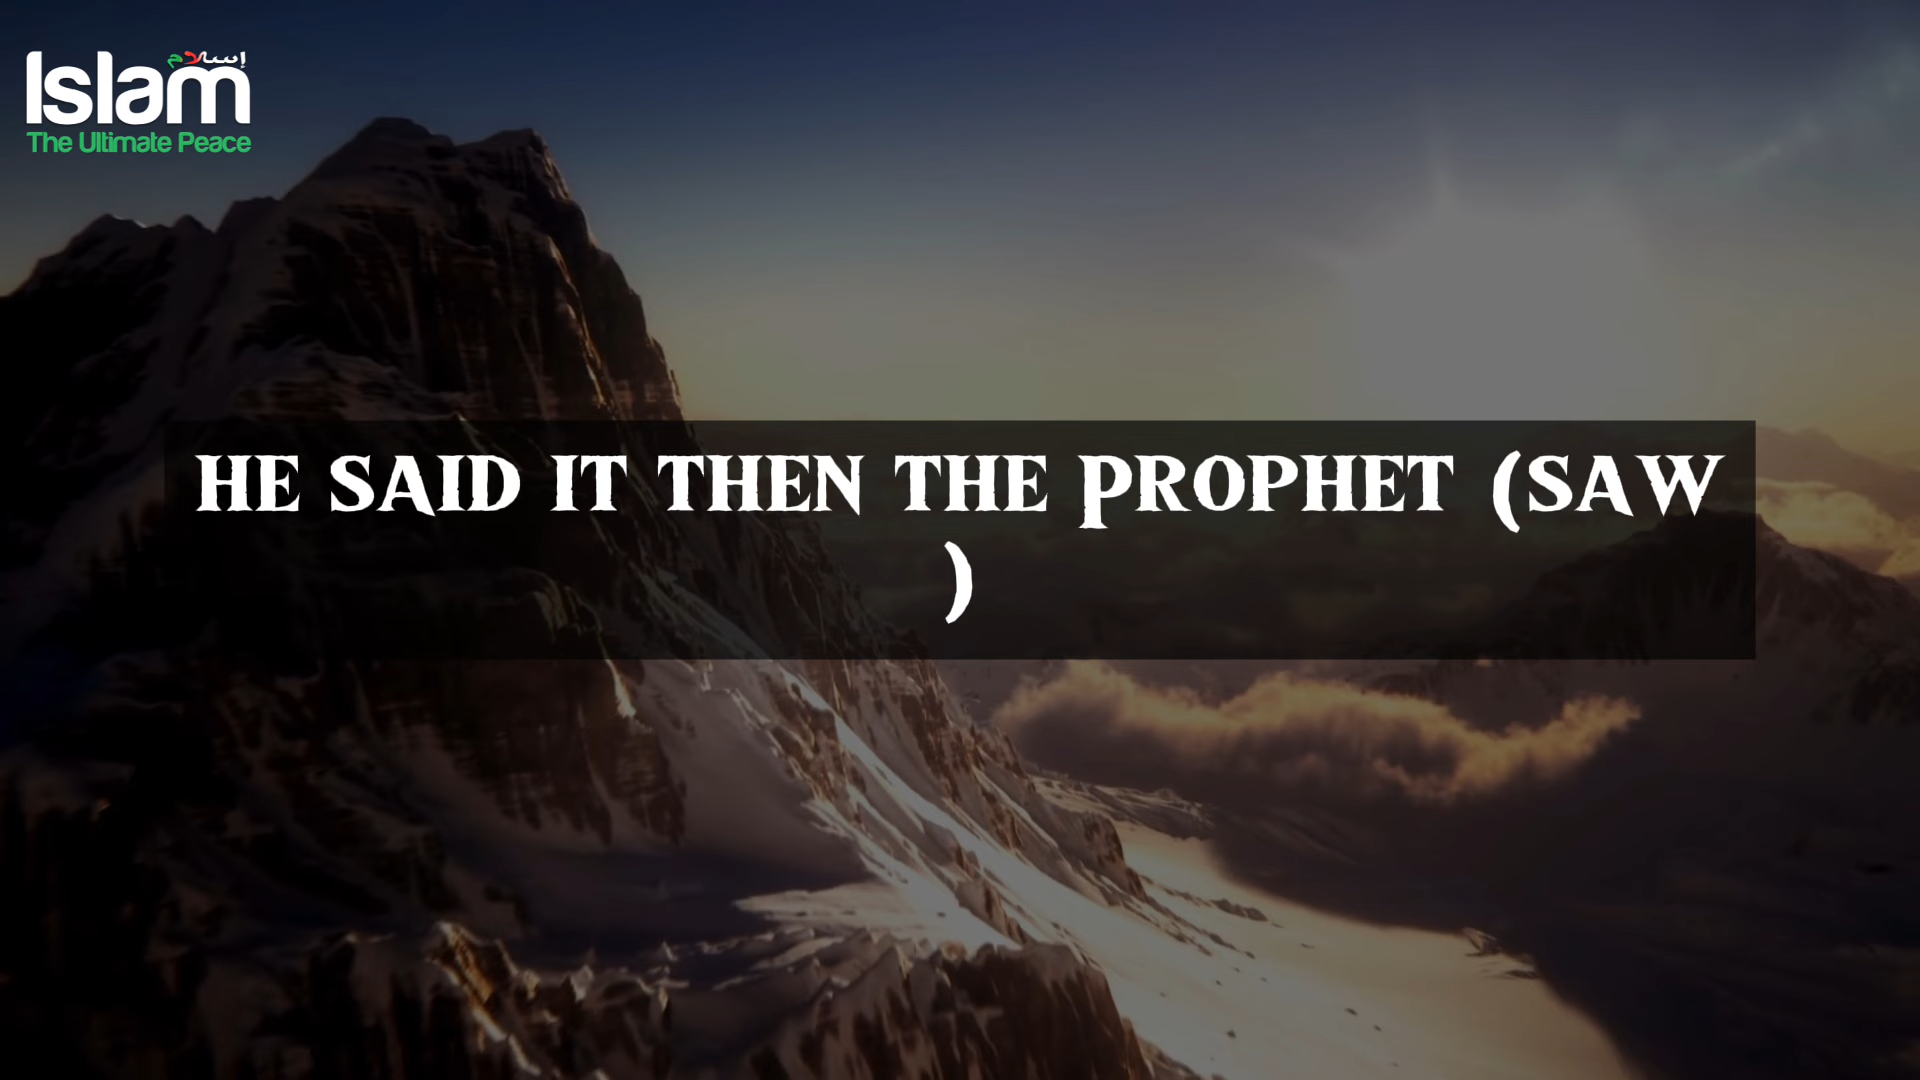 إسلام
Islam
The Ultimate Peace
HE SAID IT THEN THE PROPHET (SAW
)